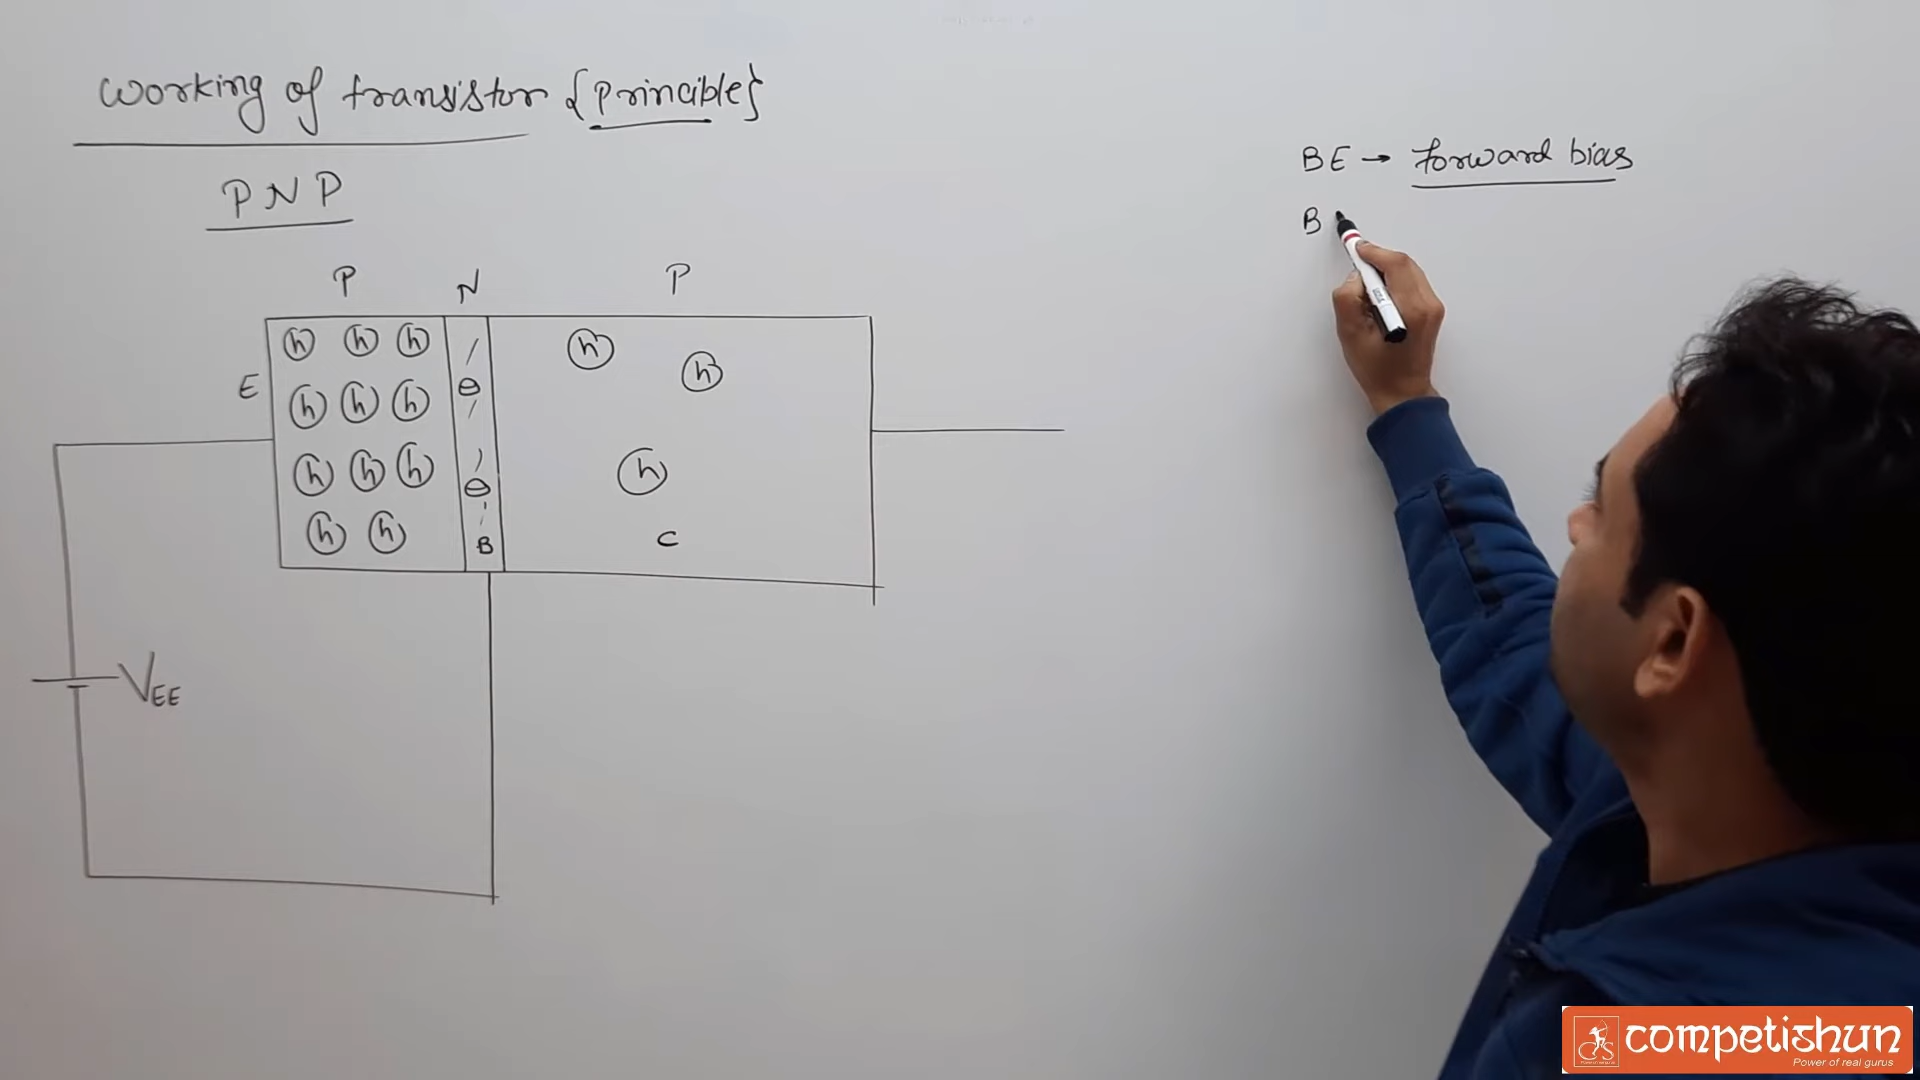 Working of transistor {Principle}
PNP
BE → forward bias
B
P N P
h h h
h h h
h h h
h h
h h
h
E
B
C
VEE
competishun
Power of real gurus